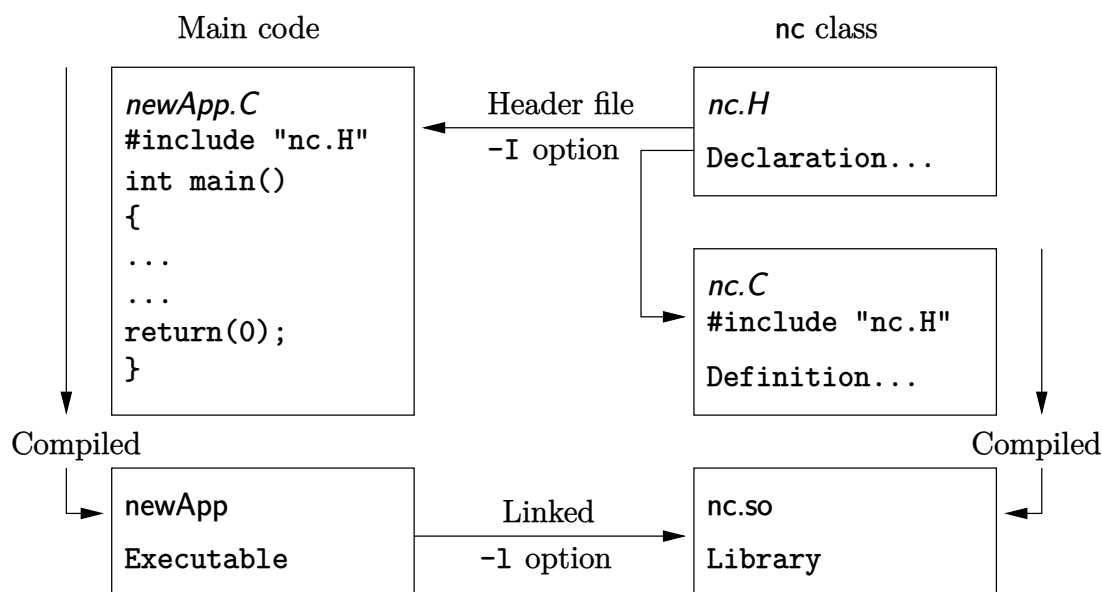 Main code
nc class
newApp.C
#include "nc.H"
int main()
{
...
...
return(0);
}
Header file
-I option
nc.H
Declaration...
nc.C
#include "nc.H"
Definition...
Compiled
Compiled
newApp
Executable
Linked
-l option
nc.so
Library